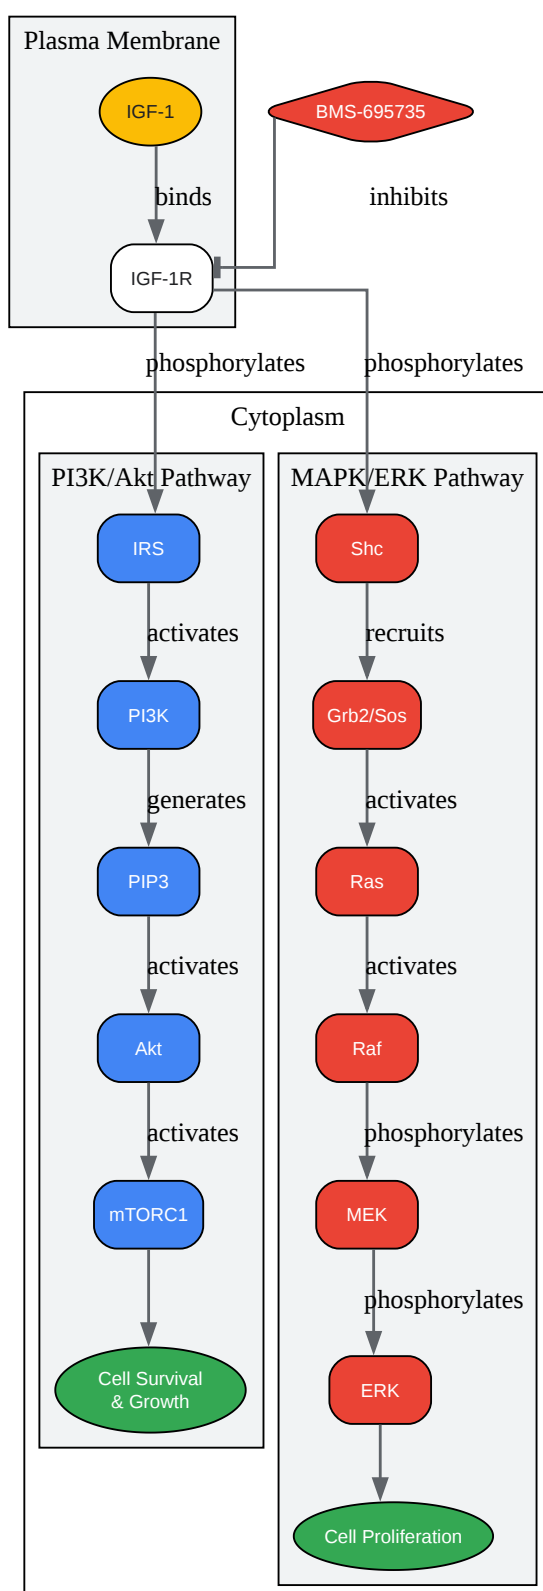 Plasma Membrane
IGF-1
BMS-695735
binds
inhibits
IGF-1R
phosphorylates
phosphorylates
Cytoplasm
PI3K/Akt Pathway
MAPK/ERK Pathway
IRS
Shc
activates
recruits
PI3K
Grb2/Sos
generates
activates
PIP3
Ras
activates
activates
Akt
Raf
activates
phosphorylates
mTORC1
MEK
phosphorylates
Cell Survival
& Growth
ERK
Cell Proliferation